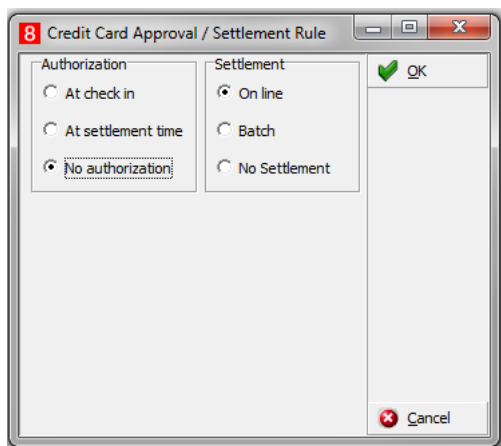 8 Credit Card Approval / Settlement Rule
Authorization
At check in
At settlement time
No authorization
Settlement
On line
Batch
No Settlement
OK
Cancel